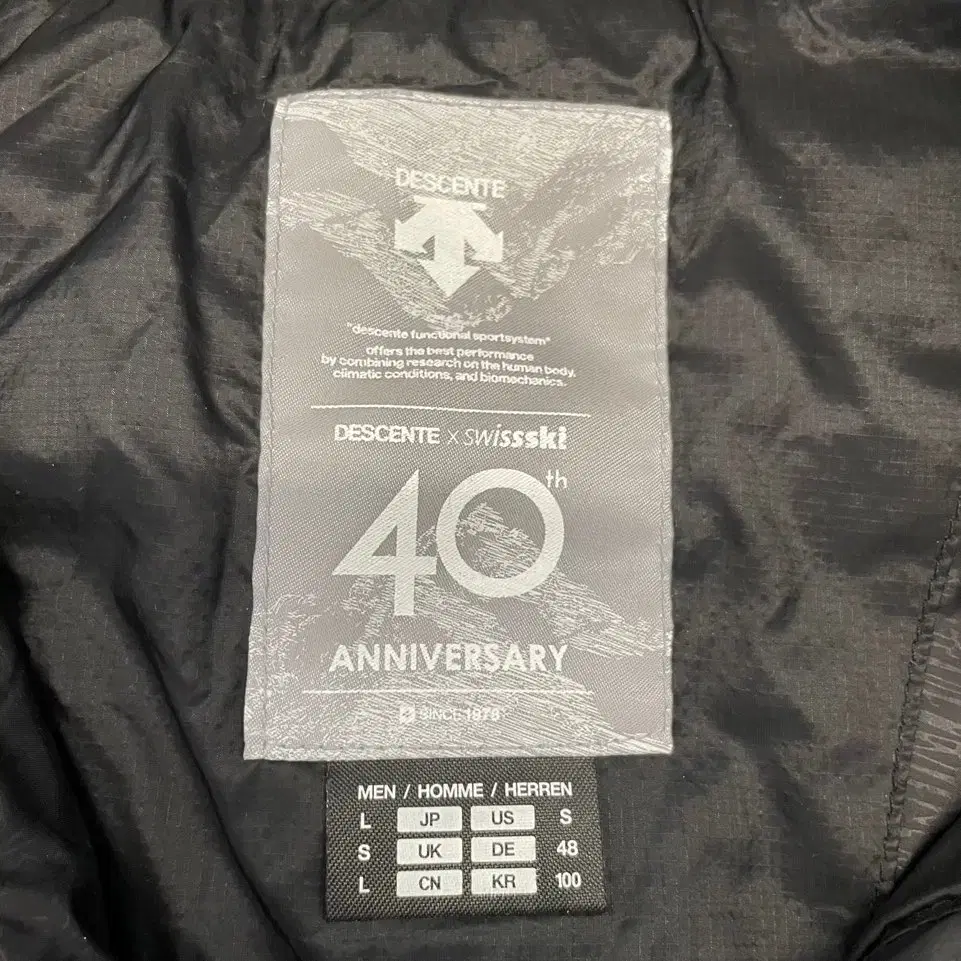 DESCENTE
"descente functional sportsystem"
offers the best performance
by combining research on the human body,
climatic conditions, and biomechanics.
DESCENTE x swissski
40th
ANNIVERSARY
SINCE 1978
MEN / HOMME / HERREN
L JP US S
S UK DE 48
L CN KR 100